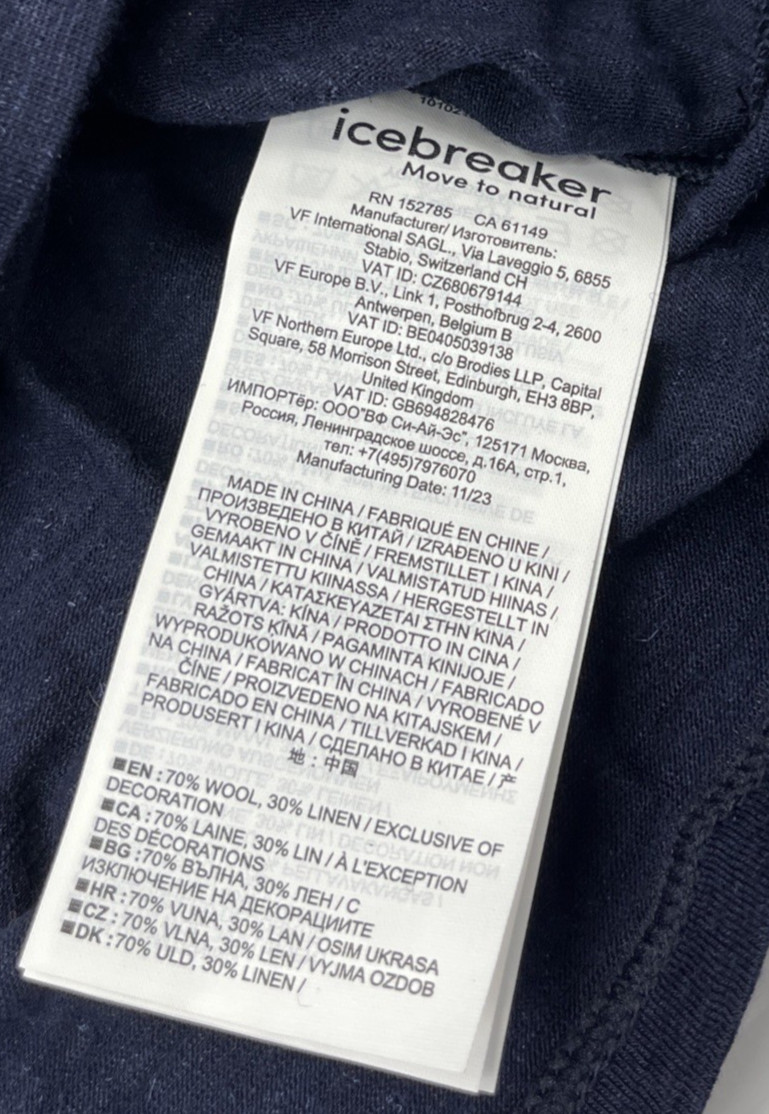 icebreaker
Move to natural
RN 152785 CA 61149
Manufacturer/ Изготовитель:
VF International SAGL., Via Laveggio 5, 6855
Stabio, Switzerland CH
VAT ID: CZ680679144
VF Europe B.V., Link 1, Posthofbrug 2-4, 2600
Antwerpen, Belgium B
VAT ID: BE0405039138
VF Northern Europe Ltd., c/o Brodies LLP, Capital
Square, 58 Morrison Street, Edinburgh, EH3 8BP,
United Kingdom
VAT ID: GB694828476
ИМПОРТёр: ООО"ВФ Си-Ай-Эс". 125171 Москва,
Россия, Ленинградское шоссе, д.16А, стр.1,
тел: +7(495)7976070
Manufacturing Date: 11/23
MADE IN CHINA / FABRIQUÉ EN CHINE /
ПРОИЗВЕДЕНО В КИТАЙ / IZRAĐENO U KINI /
VYROBENO V ČÍNĚ / FREMSTILLET I KINA /
GEMAAKT IN CHINA / VALMISTATUD HIINAS /
VALMISTETTU KIINASSA / HERGESTELLT IN
CHINA / ΚΑΤΑΣΚΕΥΑΖΕΤΑΙ ΣΤΗΝ ΚΙΝΑ /
GYÁRTVA: KÍNA / PRODOTTO IN CINA /
RAŽOTS ĶĪNĀ / PAGAMINTA KINIJOJE /
WYPRODUKOWANO W CHINACH / FABRICADO
NA CHINA / FABRICAT ÎN CHINA / VYROBENÉ V
ČÍNE / PROIZVEDENO NA KITAJSKEM /
FABRICADO EN CHINA / TILLVERKAD I KINA /
PRODUSERT I KINA / СДЕЛАНО В КИТАЕ / 产
地：中国
EN : 70% WOOL, 30% LINEN / EXCLUSIVE OF
DECORATION
CA : 70% LAINE, 30% LIN / À L'EXCEPTION
DES DÉCORATIONS
BG : 70% ВЪЛНА, 30% ЛЕН / С
ИЗКЛЮЧЕНИЕ НА ДЕКОРАЦИИТЕ
HR : 70% VUNA, 30% LAN / OSIM UKRASA
CZ : 70% VLNA, 30% LEN / VYJMA OZDOB
DK : 70% ULD, 30% LINEN /